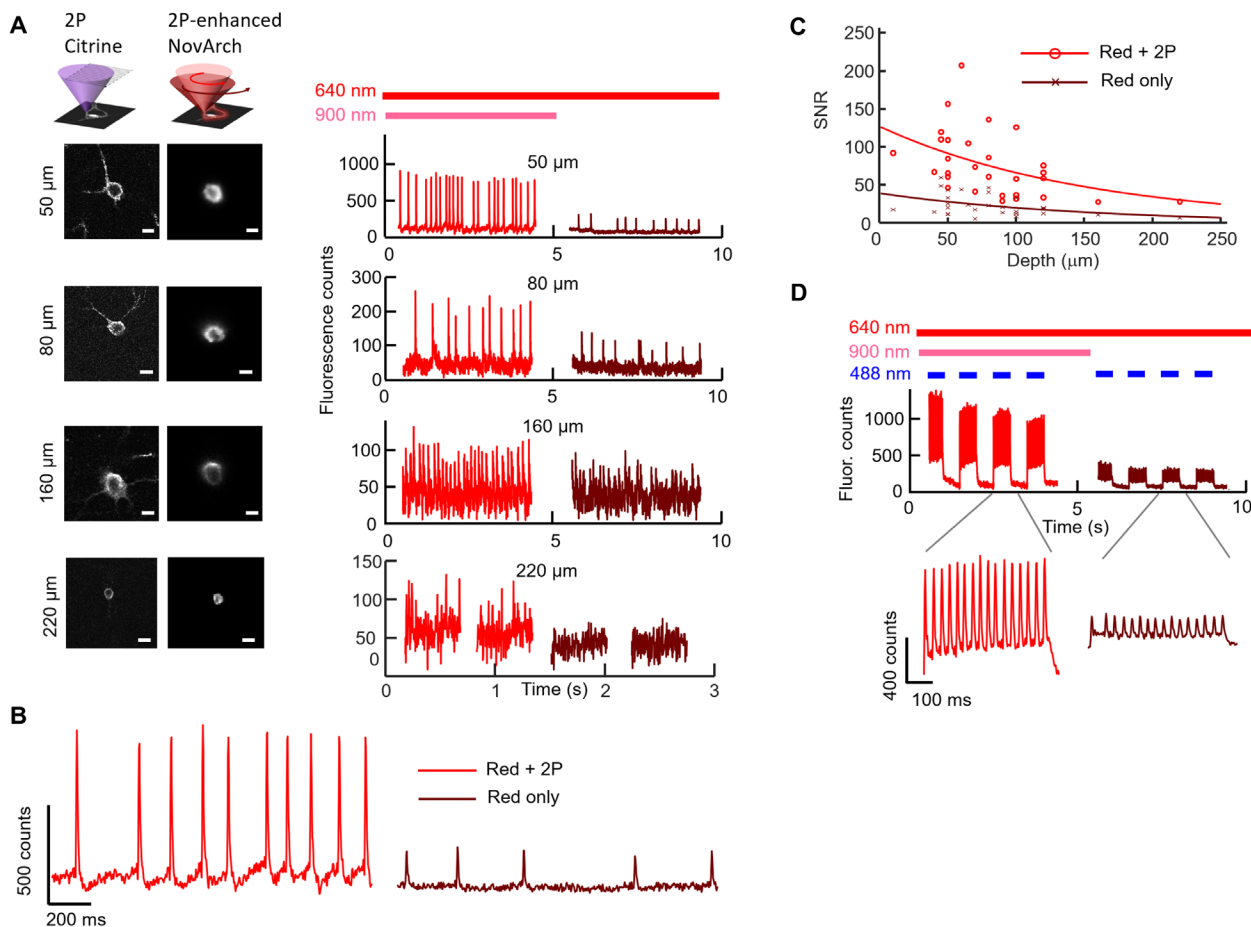 A
2P
Citrine
2P-enhanced
NovArch
640 nm
900 nm
50 µm
80 µm
160 µm
220 µm
Fluorescence counts
50 µm
1000
500
0
0 5 10
80 µm
300
200
100
0
0 5 10
160 µm
100
50
0
0 5 10
220 µm
150
100
50
0
0 1 2 3
Time (s)
B
500 counts
200 ms
Red + 2P
Red only
C
SNR
250
200
150
100
50
0
0 50 100 150 200 250
Depth (µm)
Red + 2P
Red only
D
640 nm
900 nm
488 nm
Fluor. counts
1000
500
0
0 5 10
Time (s)
400 counts
100 ms